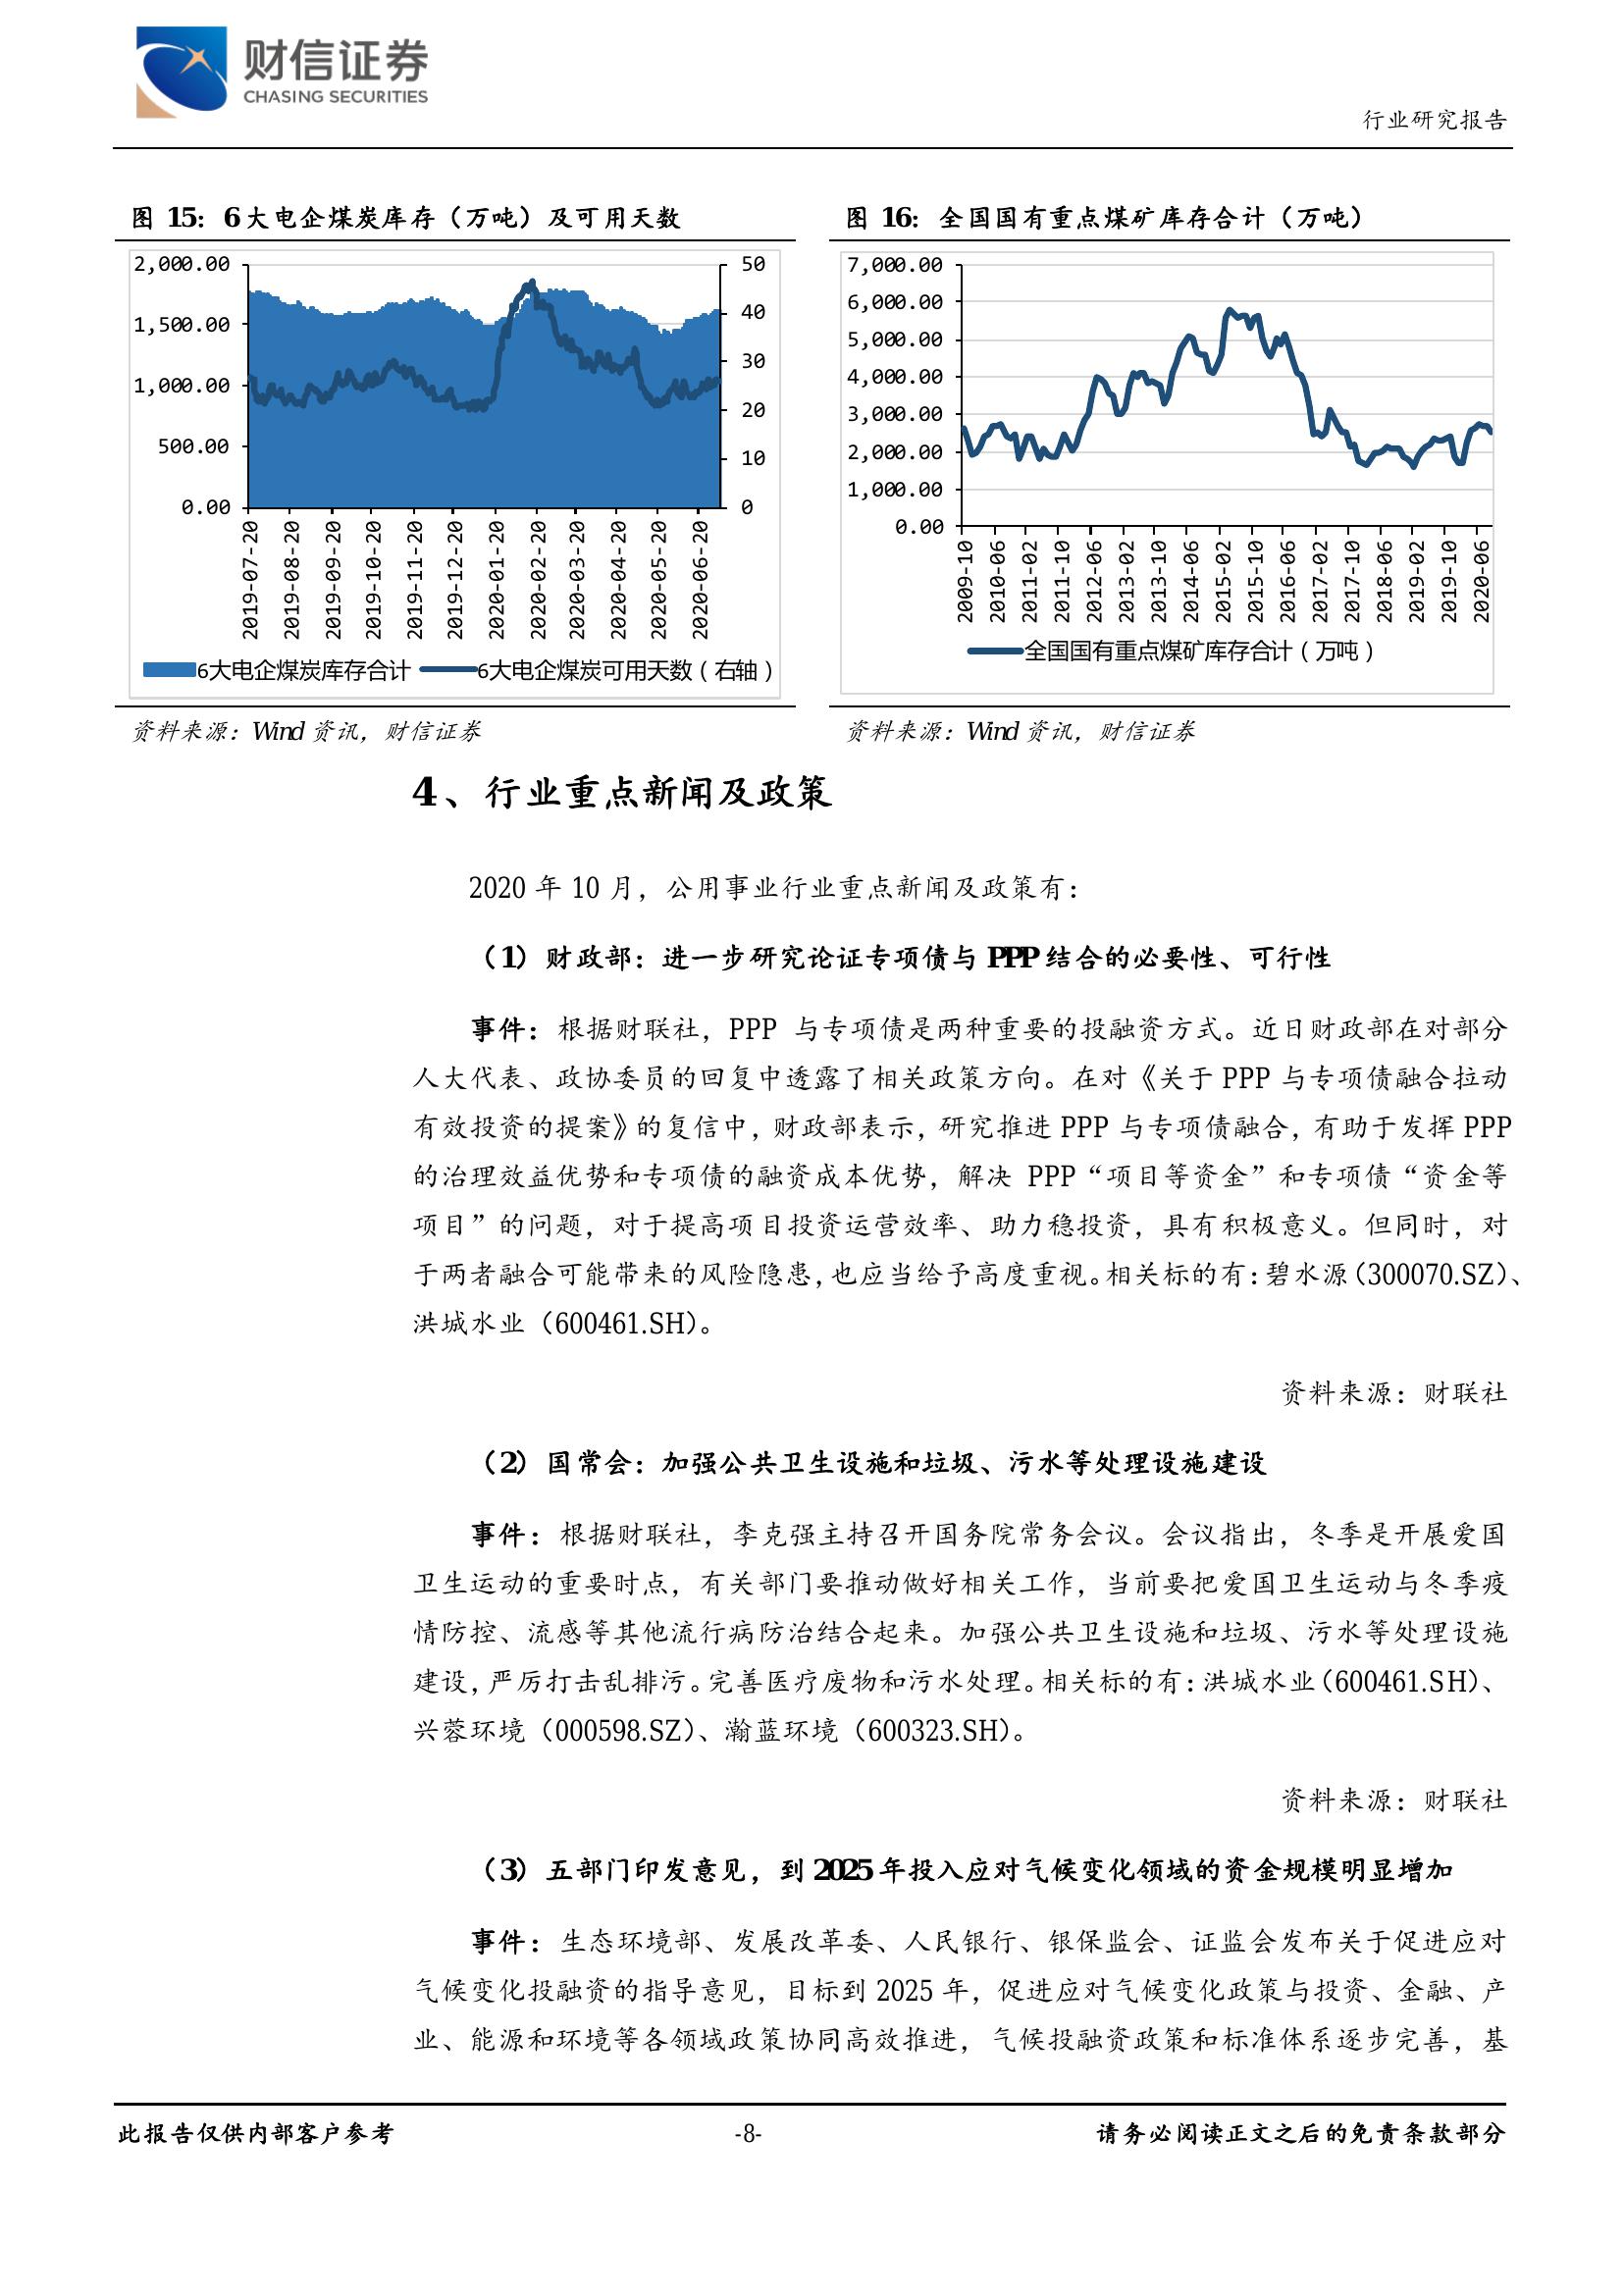 财信证券
CHASING SECURITIES
行业研究报告
图 15：6 大电企煤炭库存（万吨）及可用天数
2,000.00
1,500.00
1,000.00
500.00
0.00
50
40
30
20
10
0
2019-07-20
2019-08-20
2019-09-20
2019-10-20
2019-11-20
2019-12-20
2020-01-20
2020-02-20
2020-03-20
2020-04-20
2020-05-20
2020-06-20
6大电企煤炭库存合计
6大电企煤炭可用天数（右轴）
资料来源：Wind 资讯，财信证券
图 16：全国国有重点煤矿库存合计（万吨）
7,000.00
6,000.00
5,000.00
4,000.00
3,000.00
2,000.00
1,000.00
0.00
2009-10
2010-06
2011-02
2011-10
2012-06
2013-02
2013-10
2014-06
2015-02
2015-10
2016-06
2017-02
2017-10
2018-06
2019-02
2019-10
2020-06
全国国有重点煤矿库存合计（万吨）
资料来源：Wind 资讯，财信证券
4、行业重点新闻及政策
2020 年 10 月，公用事业行业重点新闻及政策有：
（1）财政部：进一步研究论证专项债与 PPP 结合的必要性、可行性
事件：根据财联社，PPP 与专项债是两种重要的投融资方式。近日财政部在对部分
人大代表、政协委员的回复中透露了相关政策方向。在对《关于 PPP 与专项债融合拉动
有效投资的提案》的复信中，财政部表示，研究推进 PPP 与专项债融合，有助于发挥 PPP
的治理效益优势和专项债的融资成本优势，解决 PPP“项目等资金”和专项债“资金等
项目”的问题，对于提高项目投资运营效率、助力稳投资，具有积极意义。但同时，对
于两者融合可能带来的风险隐患，也应当给予高度重视。相关标的有：碧水源（300070.SZ）、
洪城水业（600461.SH）。
资料来源：财联社
（2）国常会：加强公共卫生设施和垃圾、污水等处理设施建设
事件：根据财联社，李克强主持召开国务院常务会议。会议指出，冬季是开展爱国
卫生运动的重要时点，有关部门要推动做好相关工作，当前要把爱国卫生运动与冬季疫
情防控、流感等其他流行病防治结合起来。加强公共卫生设施和垃圾、污水等处理设施
建设，严厉打击乱排污。完善医疗废物和污水处理。相关标的有：洪城水业（600461.SH）、
兴蓉环境（000598.SZ）、瀚蓝环境（600323.SH）。
资料来源：财联社
（3）五部门印发意见，到 2025 年投入应对气候变化领域的资金规模明显增加
事件：生态环境部、发展改革委、人民银行、银保监会、证监会发布关于促进应对
气候变化投融资的指导意见，目标到 2025 年，促进应对气候变化政策与投资、金融、产
业、能源和环境等各领域政策协同高效推进，气候投融资政策和标准体系逐步完善，基
此报告仅供内部客户参考
-8-
请务必阅读正文之后的免责条款部分